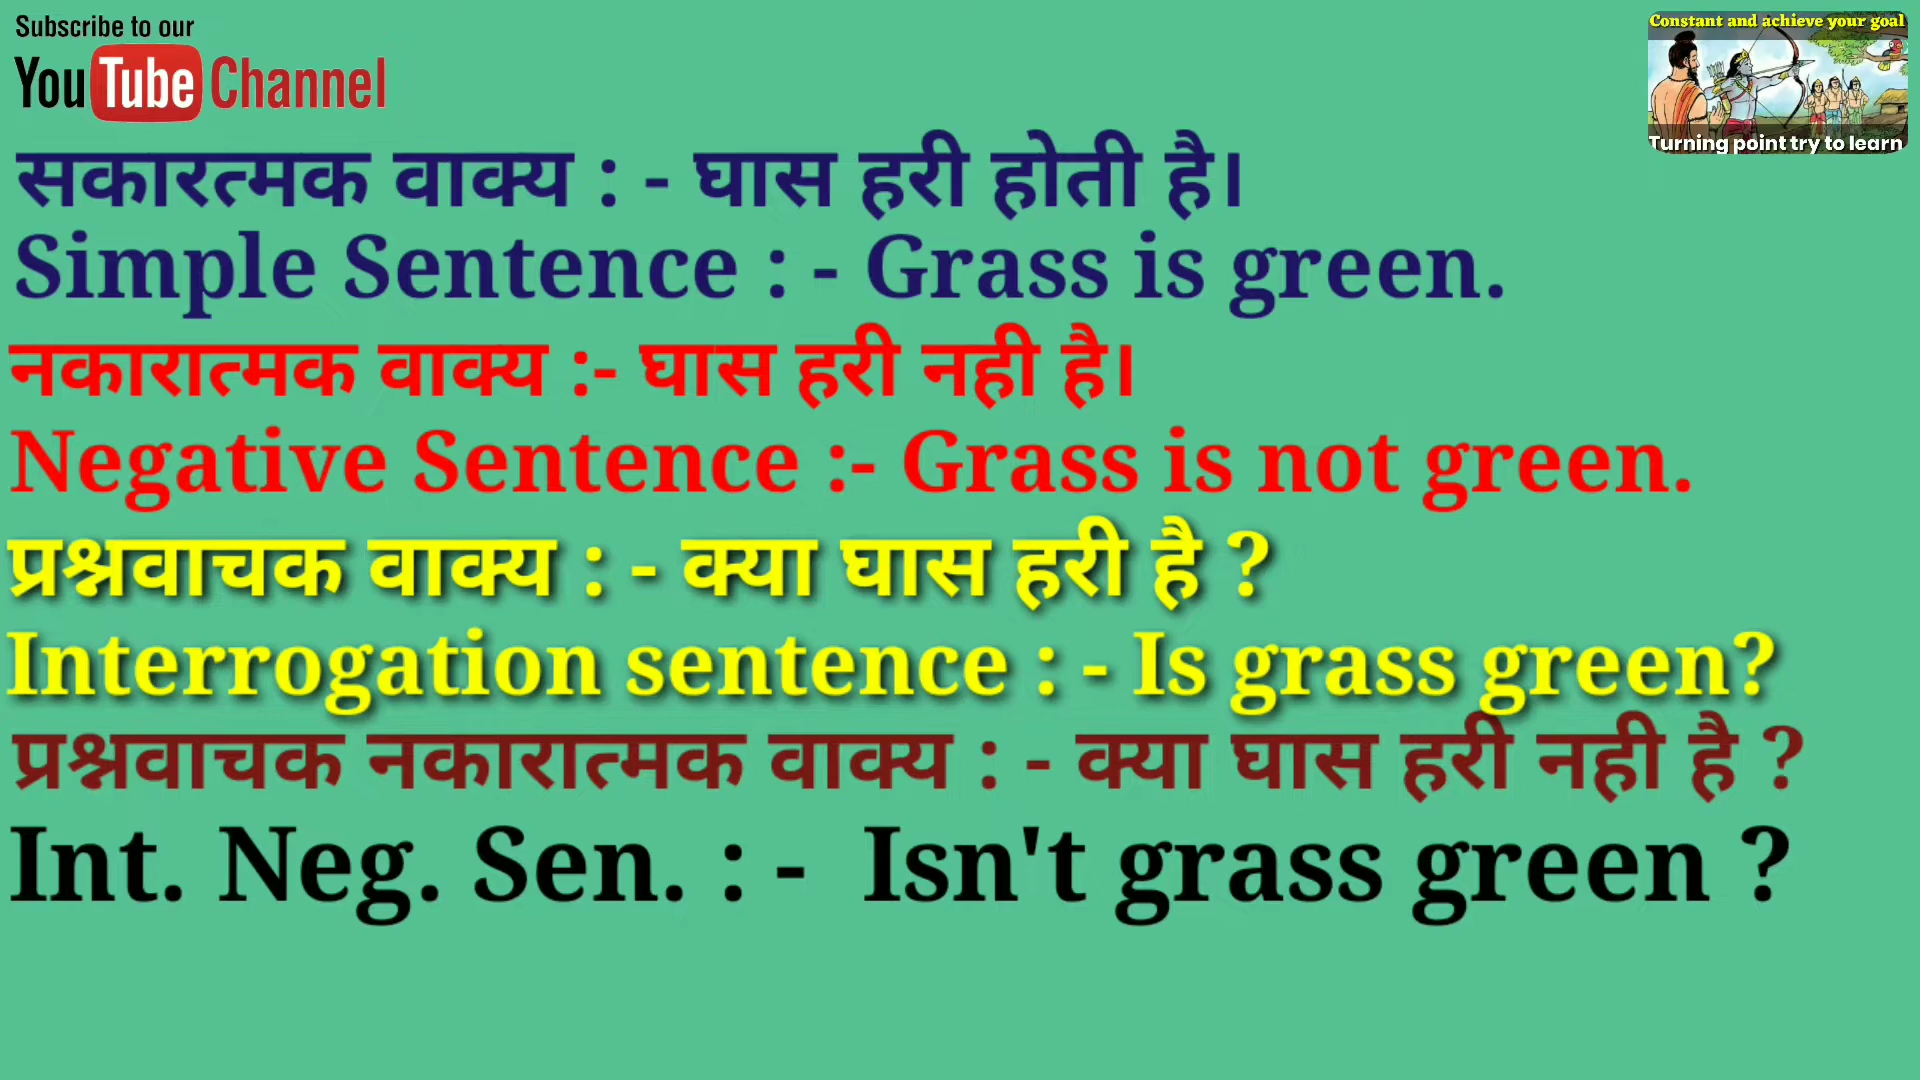 Subscribe to our
YouTube Channel
Constant and achieve your goal
Turning point try to learn
सकारत्मक वाक्य : - घास हरी होती है।
Simple Sentence : - Grass is green.
नकारात्मक वाक्य :- घास हरी नही है।
Negative Sentence :- Grass is not green.
प्रश्नवाचक वाक्य : - क्या घास हरी है ?
Interrogation sentence : - Is grass green?
प्रश्नवाचक नकारात्मक वाक्य : - क्या घास हरी नही है ?
Int. Neg. Sen. : - Isn't grass green ?